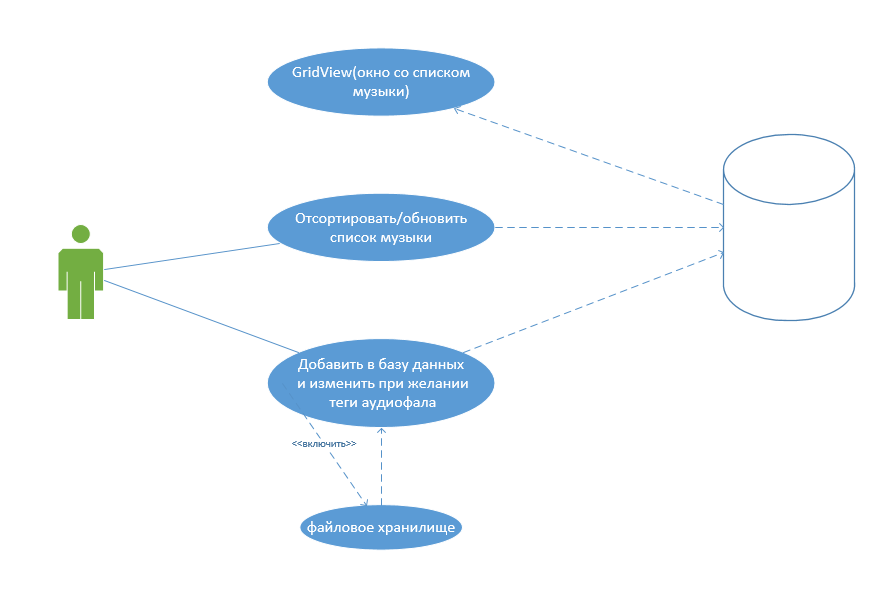 GridView(окно со списком
музыки)
Отсортировать/обновить
список музыки
Добавить в базу данных
и изменить при желании
теги аудиофала
<<включить>>
файловое хранилище